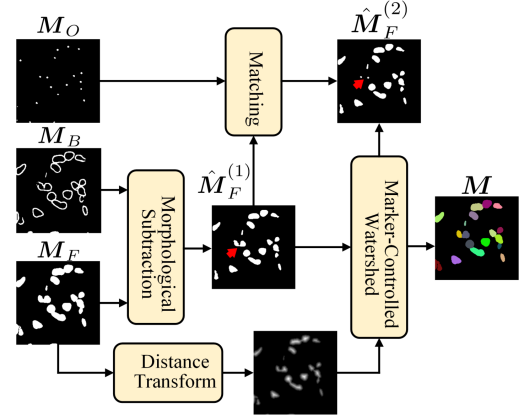 M_O
M̂_F^{(2)}
Matching
M_B
M̂_F^{(1)}
Morphological
Subtraction
Marker-Controlled
Watershed
M
M_F
Distance
Transform